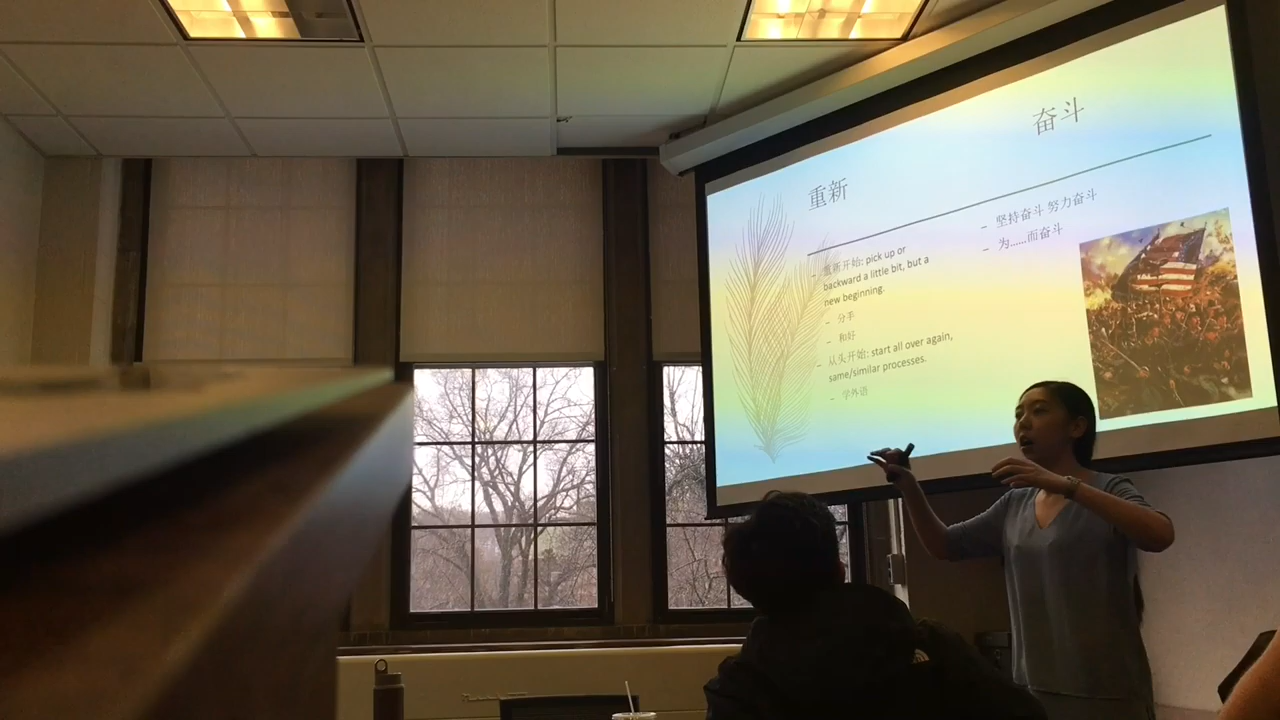 奋斗
重新
– 重新开始: pick up or
backward a little bit, but a
new beginning.
– 分手
– 和好
– 从头开始: start all over again,
same/similar processes.
– 学外语
– 坚持奋斗 努力奋斗
– 为……而奋斗